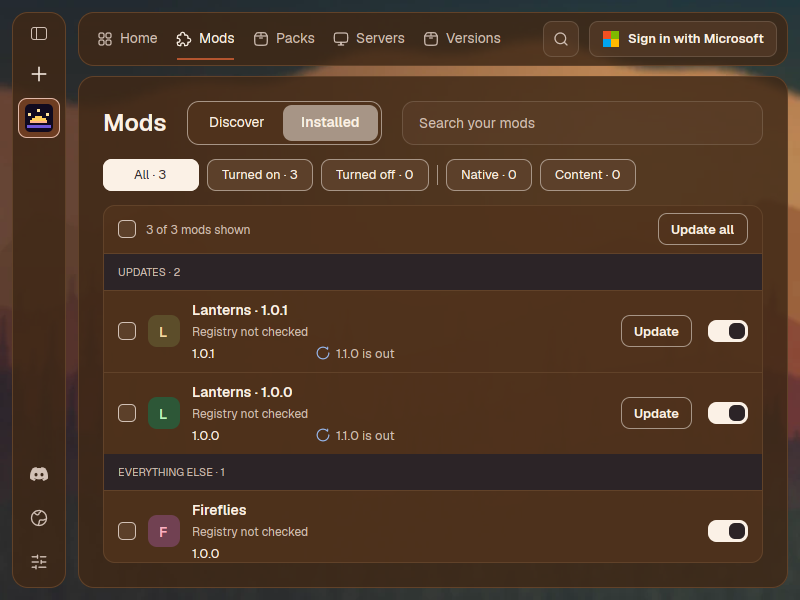 Home
Mods
Packs
Servers
Versions
Sign in with Microsoft
Mods
Discover
Installed
Search your mods
All · 3
Turned on · 3
Turned off · 0
Native · 0
Content · 0
3 of 3 mods shown
Update all
UPDATES · 2
L
Lanterns · 1.0.1
Registry not checked
1.0.1
1.1.0 is out
Update
L
Lanterns · 1.0.0
Registry not checked
1.0.0
1.1.0 is out
Update
EVERYTHING ELSE · 1
F
Fireflies
Registry not checked
1.0.0